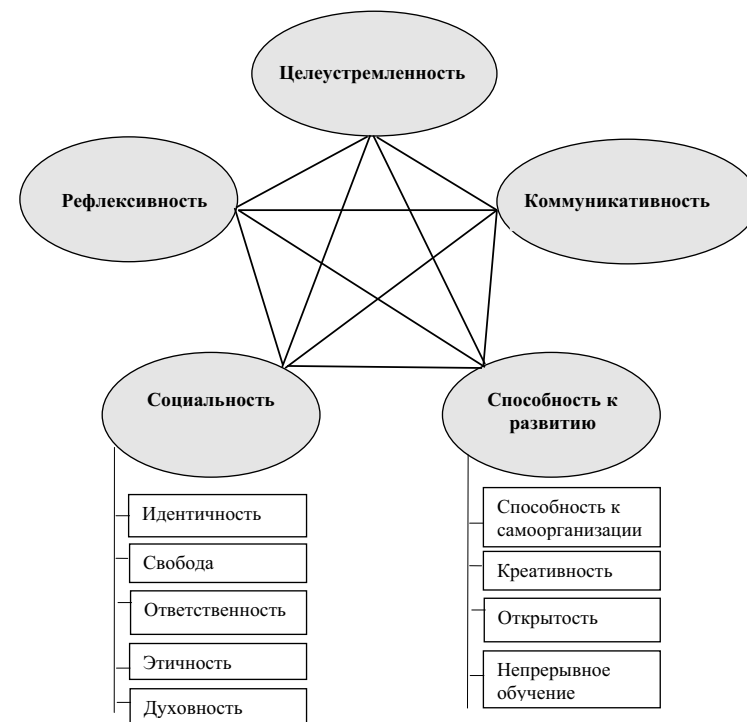 Целеустремленность
Рефлексивность
Коммуникативность
Социальность
Способность к
развитию
Идентичность
Свобода
Ответственность
Этичность
Духовность
Способность к
самоорганизации
Креативность
Открытость
Непрерывное
обучение